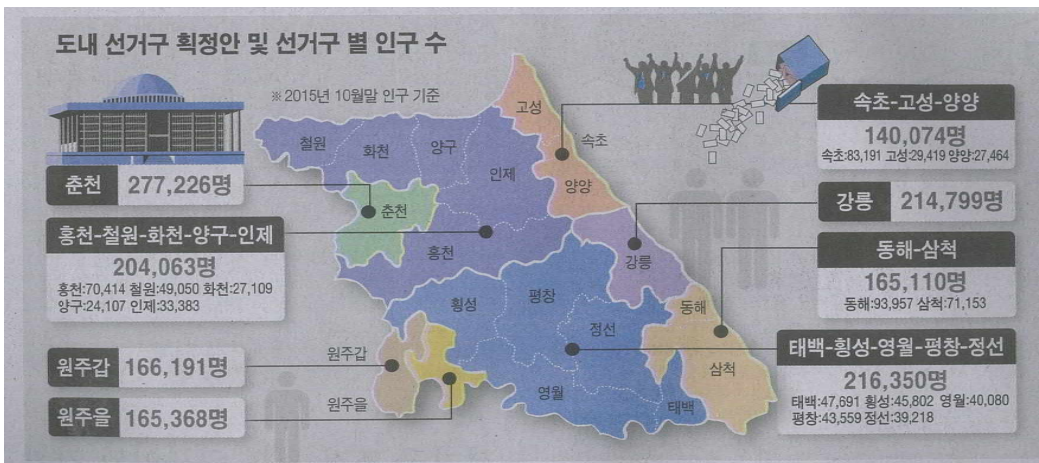 도내 선거구 획정안 및 선거구 별 인구 수
※2015년 10월말 인구 기준
춘천 277,226명
홍천-철원-화천-양구-인제
204,063명
홍천:70,414 철원:49,050 화천:27,109
양구:24,107 인제:33,383
원주갑 166,191명
원주을 165,368명
철원
화천
양구
인제
고성
속초
양양
춘천
홍천
강릉
횡성
평창
정선
동해
삼척
영월
태백
원주갑
원주을
속초-고성-양양
140,074명
속초:83,191 고성:29,419 양양:27,464
강릉 214,799명
동해-삼척
165,110명
동해:93,957 삼척:71,153
태백-횡성-영월-평창-정선
216,350명
태백:47,691 횡성:45,802 영월:40,080
평창:43,559 정선:39,218